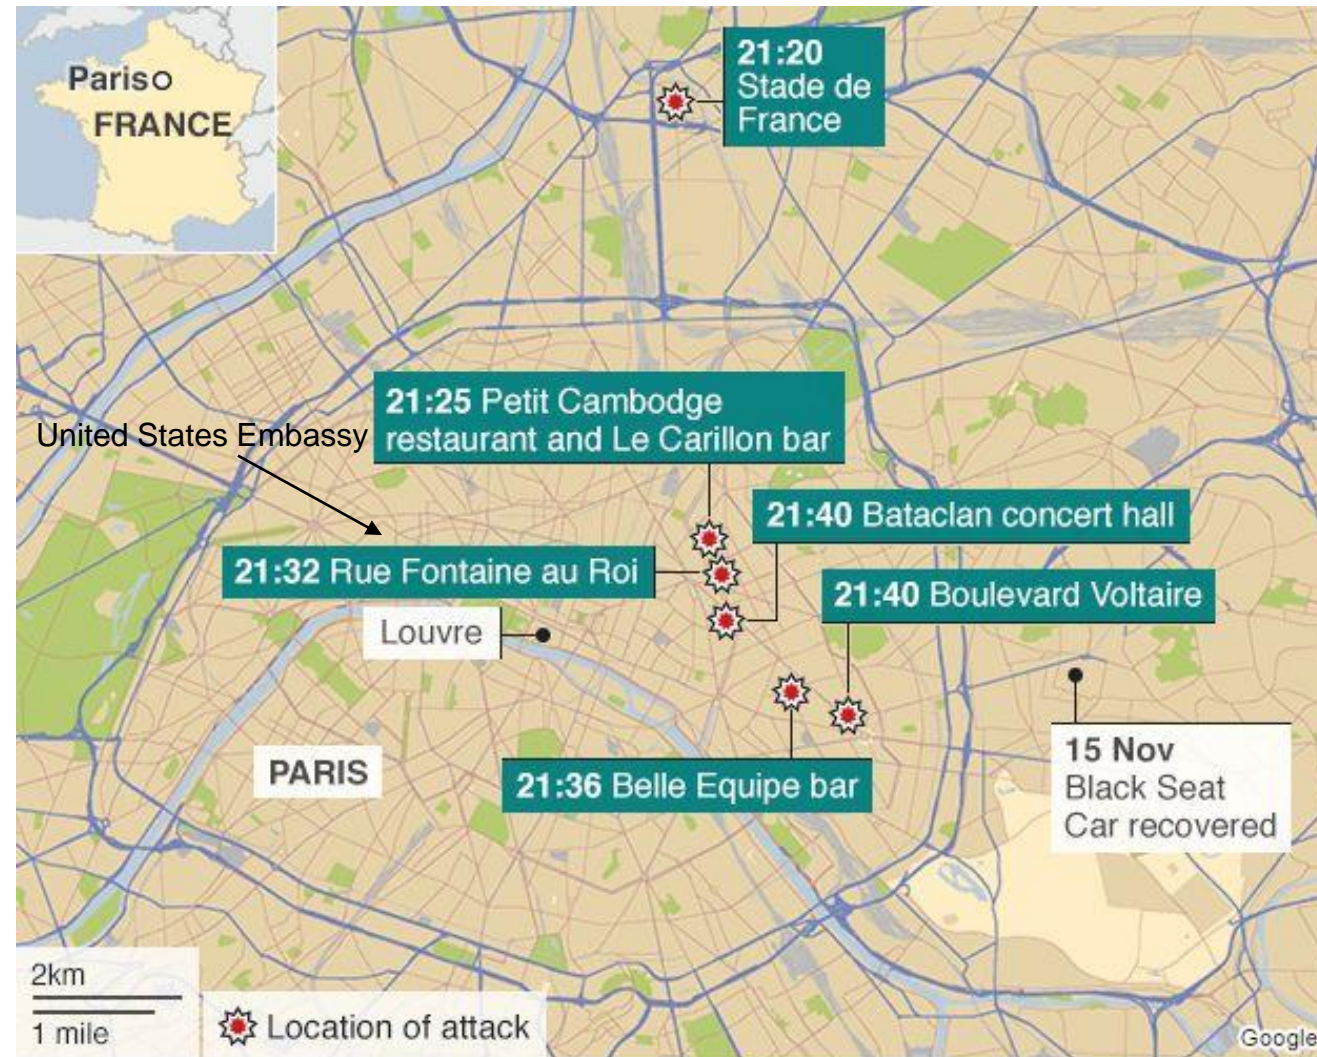 Paris
FRANCE
21:20
Stade de
France
21:25 Petit Cambodge
restaurant and Le Carillon bar
United States Embassy
21:40 Bataclan concert hall
21:32 Rue Fontaine au Roi
21:40 Boulevard Voltaire
Louvre
15 Nov
Black Seat
Car recovered
PARIS
21:36 Belle Equipe bar
2km
1 mile
Location of attack
Google